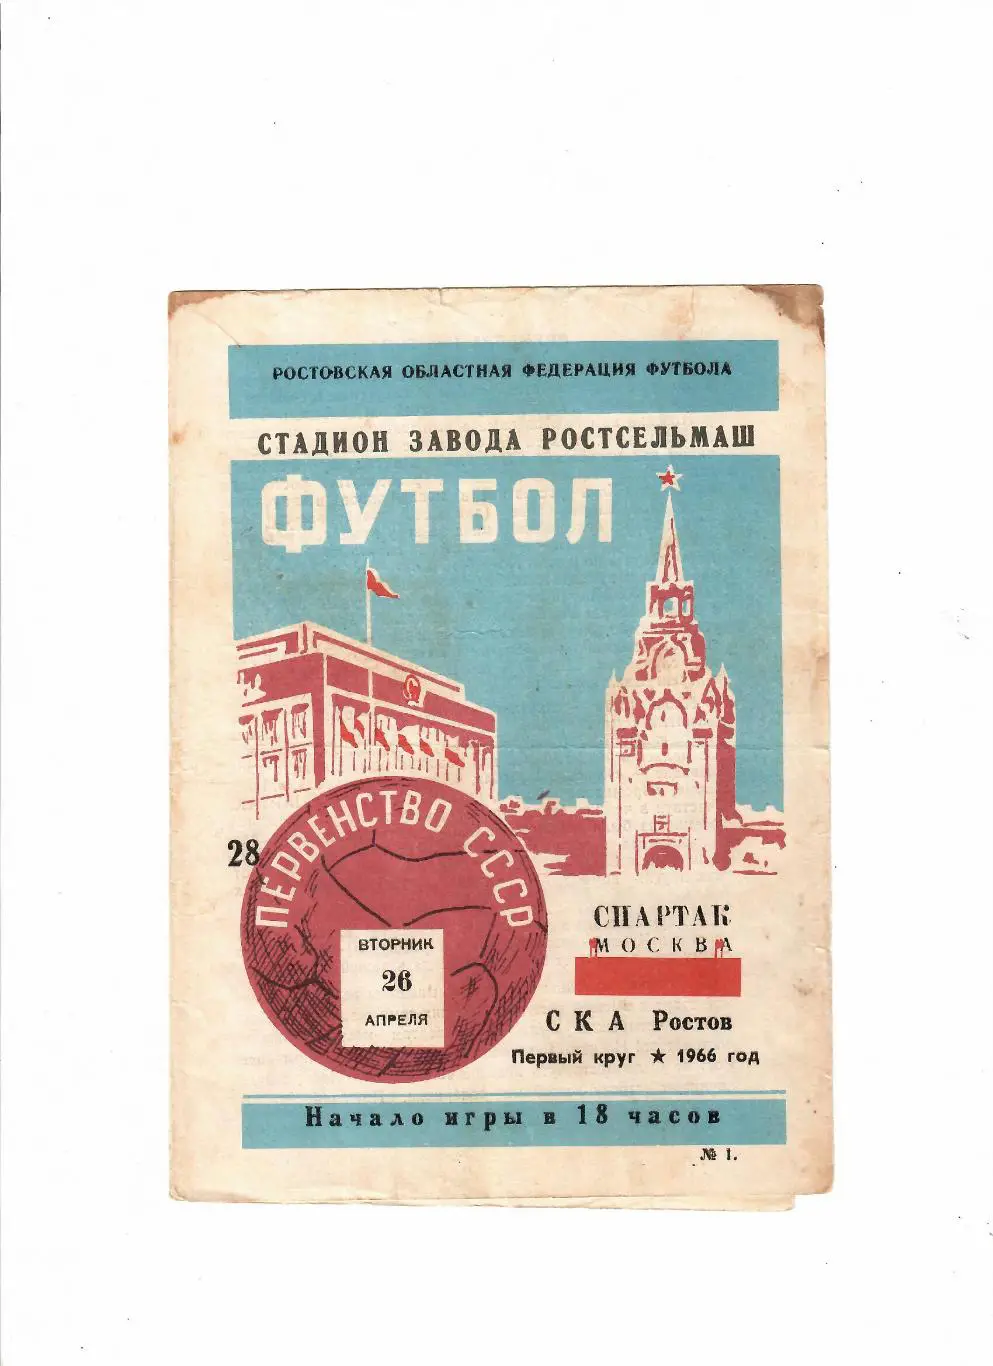 РОСТОВСКАЯ ОБЛАСТНАЯ ФЕДЕРАЦИЯ ФУТБОЛА
СТАДИОН ЗАВОДА РОСТСЕЛЬМАШ
ФУТБОЛ
28
ПЕРВЕНСТВО СССР
ВТОРНИК
26
АПРЕЛЯ
СПАРТАК
МОСКВА
СКА Ростов
Первый круг ★ 1966 год
Начало игры в 18 часов
№ 1.